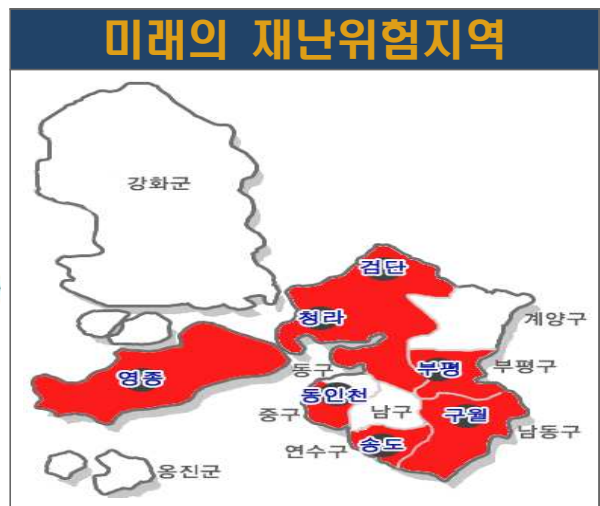 미래의 재난위험지역
강화군
검단
청라
계양구
영종
동구
부평
부평구
동인천
중구
남구
구월
남동구
연수구
송도
옹진군